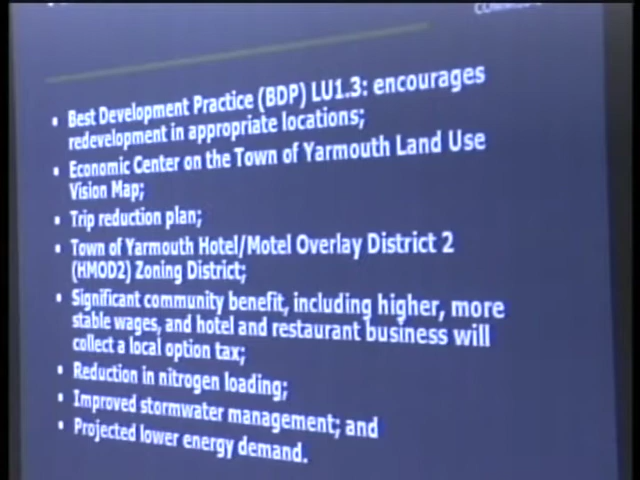 • Best Development Practice (BDP) LU1.3: encourages
redevelopment in appropriate locations;
• Economic Center on the Town of Yarmouth Land Use
Vision Map;
• Trip reduction plan;
• Town of Yarmouth Hotel/Motel Overlay District 2
(HMOD2) Zoning District;
• Significant community benefit, including higher, more
stable wages, and hotel and restaurant business will
collect a local option tax;
• Reduction in nitrogen loading;
• Improved stormwater management; and
• Projected lower energy demand.